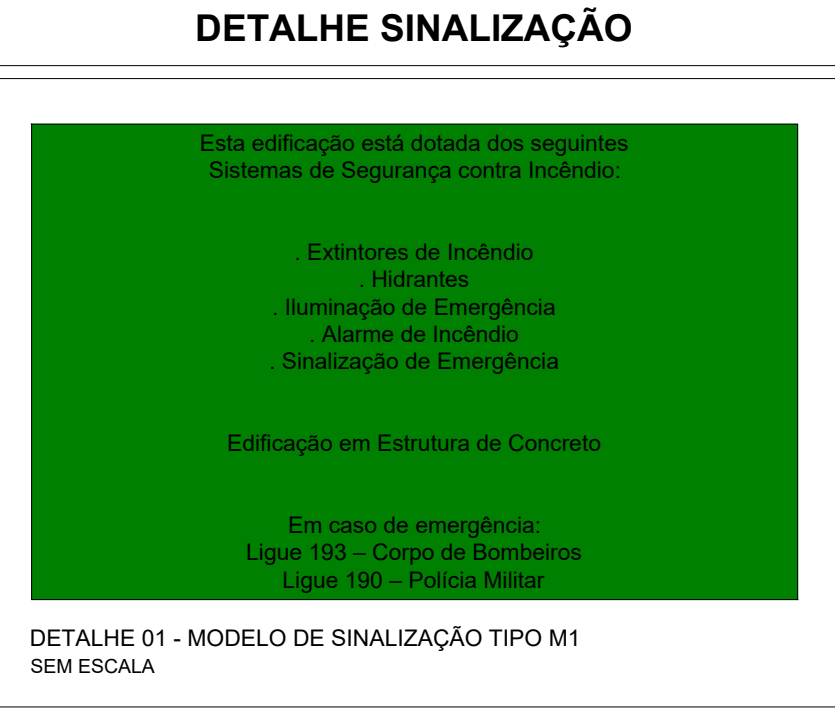 DETALHE SINALIZAÇÃO
Esta edificação está dotada dos seguintes
Sistemas de Segurança contra Incêndio:
. Extintores de Incêndio
. Hidrantes
. Iluminação de Emergência
. Alarme de Incêndio
. Sinalização de Emergência
Edificação em Estrutura de Concreto
Em caso de emergência:
Ligue 193 – Corpo de Bombeiros
Ligue 190 – Polícia Militar
DETALHE 01 - MODELO DE SINALIZAÇÃO TIPO M1
SEM ESCALA